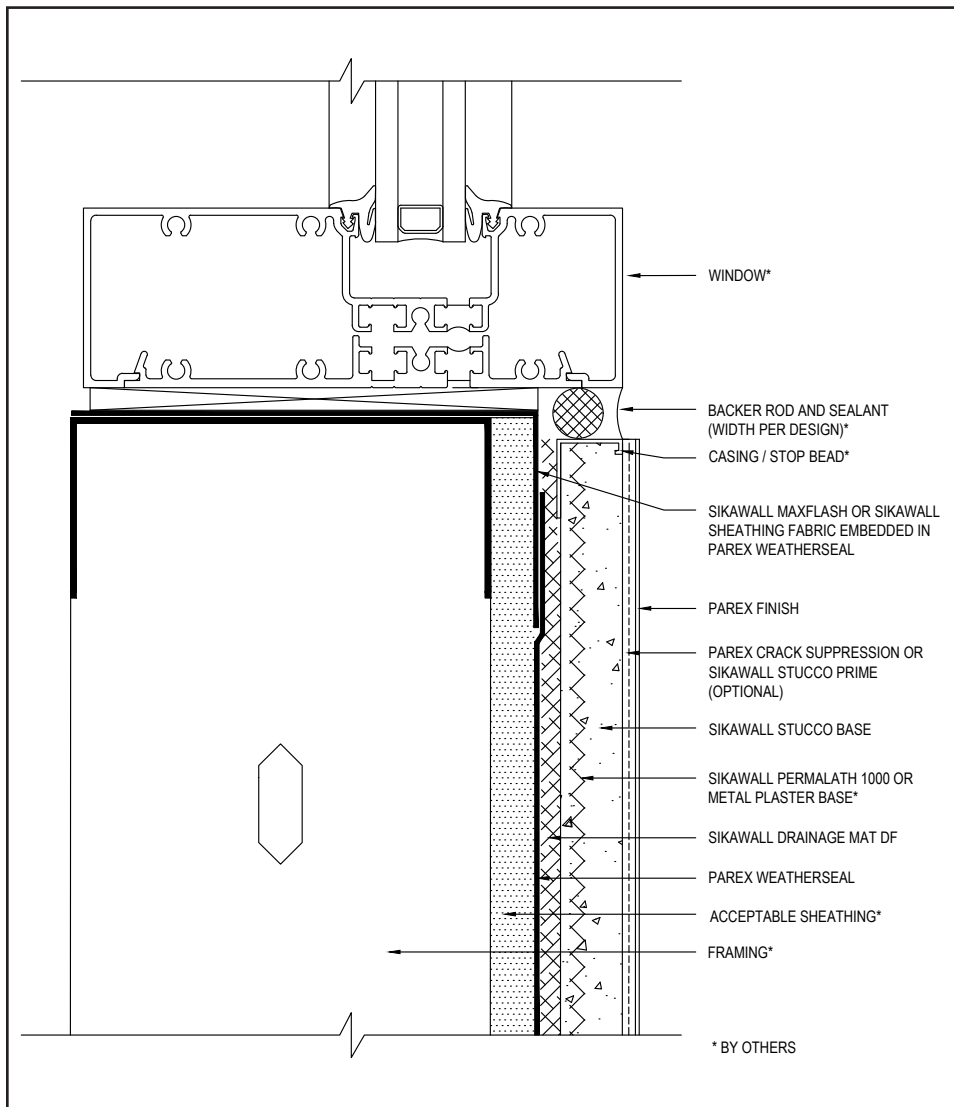 WINDOW*
BACKER ROD AND SEALANT
(WIDTH PER DESIGN)*
CASING / STOP BEAD*
SIKAWALL MAXFLASH OR SIKAWALL
SHEATHING FABRIC EMBEDDED IN
PAREX WEATHERSEAL
PAREX FINISH
PAREX CRACK SUPPRESSION OR
SIKAWALL STUCCO PRIME
(OPTIONAL)
SIKAWALL STUCCO BASE
SIKAWALL PERMALATH 1000 OR
METAL PLASTER BASE*
SIKAWALL DRAINAGE MAT DF
PAREX WEATHERSEAL
ACCEPTABLE SHEATHING*
FRAMING*
* BY OTHERS